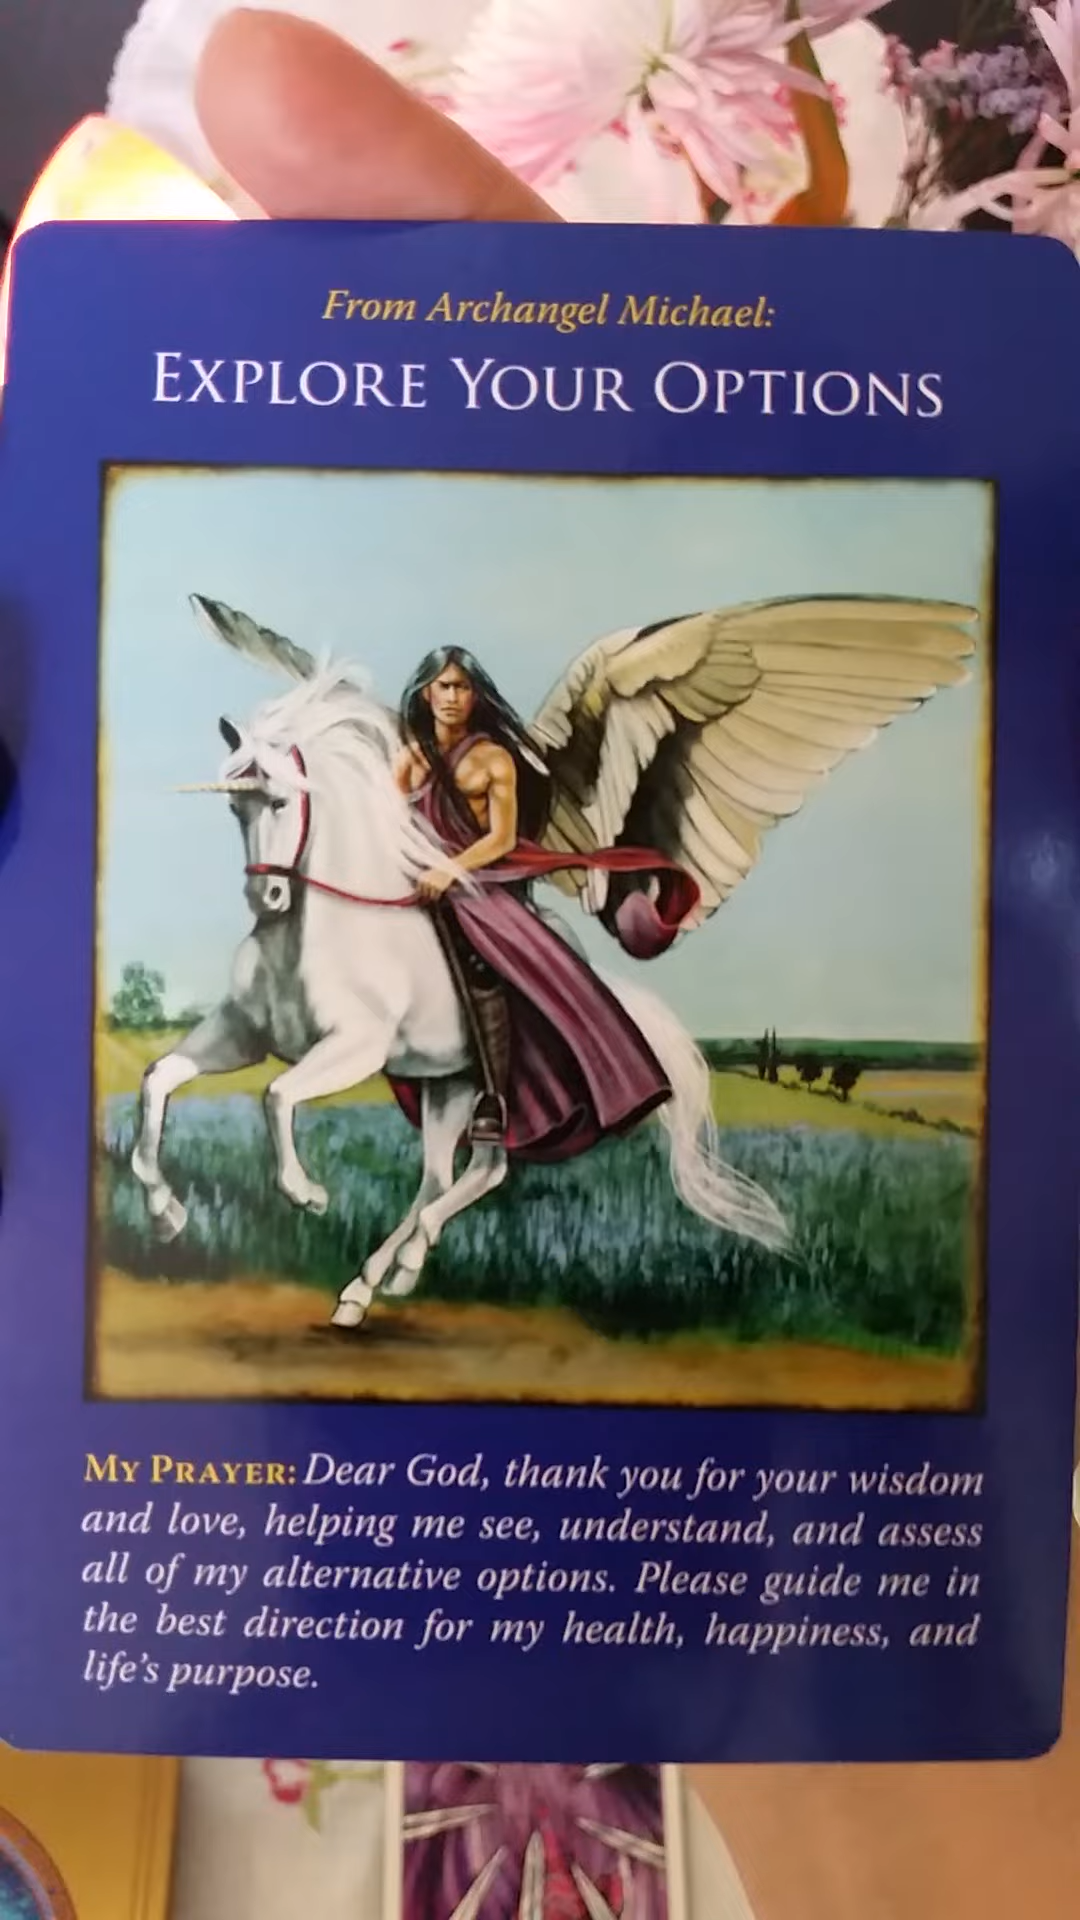 From Archangel Michael:
EXPLORE YOUR OPTIONS
MY PRAYER: Dear God, thank you for your wisdom
and love, helping me see, understand, and assess
all of my alternative options. Please guide me in
the best direction for my health, happiness, and
life's purpose.